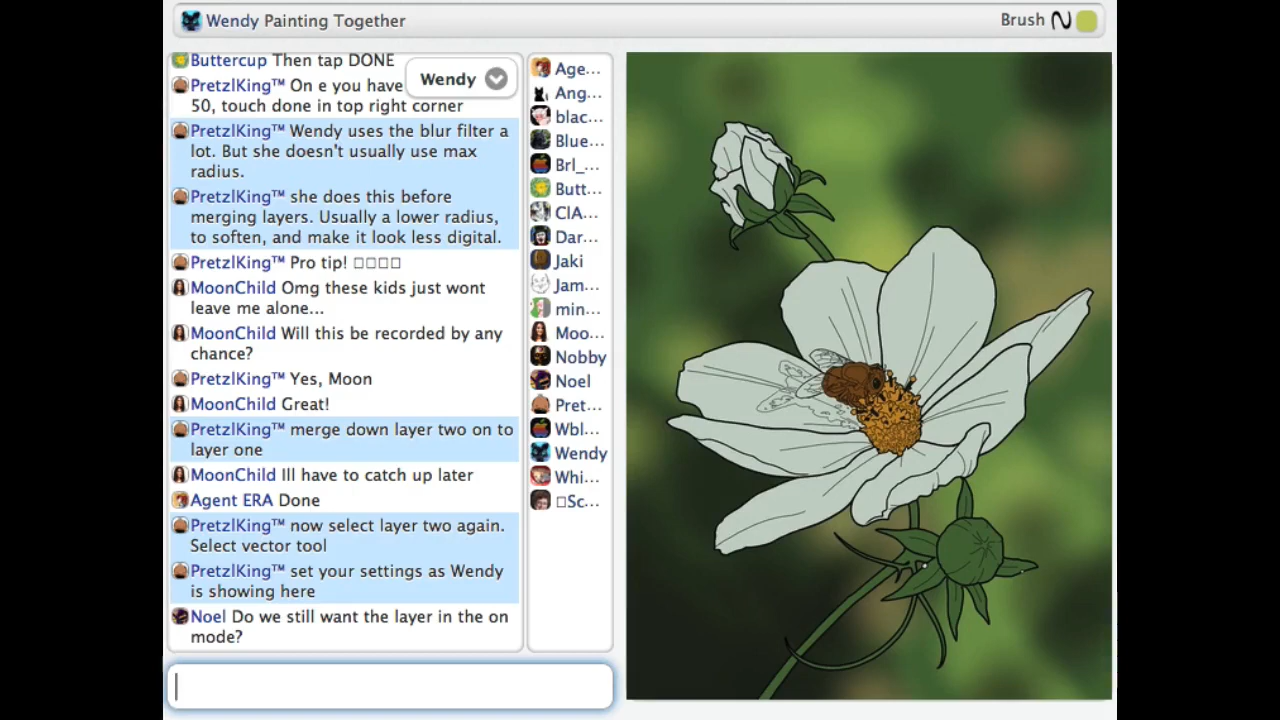 Wendy Painting Together
Brush
Buttercup Then tap DONE
Wendy
PretzlKing™ On e you have
50, touch done in top right corner
PretzlKing™ Wendy uses the blur filter a
lot. But she doesn't usually use max
radius.
PretzlKing™ she does this before
merging layers. Usually a lower radius,
to soften, and make it look less digital.
PretzlKing™ Pro tip! □□□□
MoonChild Omg these kids just wont
leave me alone...
MoonChild Will this be recorded by any
chance?
PretzlKing™ Yes, Moon
MoonChild Great!
PretzlKing™ merge down layer two on to
layer one
MoonChild Ill have to catch up later
Agent ERA Done
PretzlKing™ now select layer two again.
Select vector tool
PretzlKing™ set your settings as Wendy
is showing here
Noel Do we still want the layer in the on
mode?
Age...
Ang...
blac...
Blue...
Brl_...
Butt...
ClA...
Dar...
Jaki
Jam...
min...
Moo...
Nobby
Noel
Pret...
Wbl...
Wendy
Whi...
□Sc...